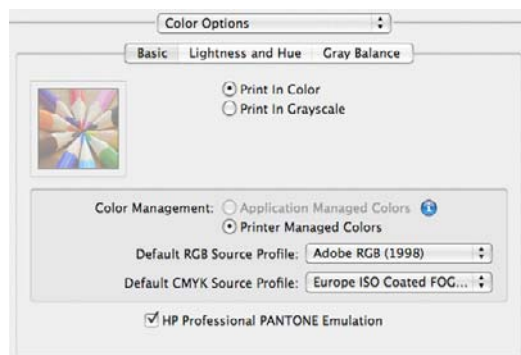 Color Options
Basic Lightness and Hue Gray Balance
Print In Color
Print In Grayscale
Color Management: Application Managed Colors
Printer Managed Colors
Default RGB Source Profile: Adobe RGB (1998)
Default CMYK Source Profile: Europe ISO Coated FOG...
HP Professional PANTONE Emulation